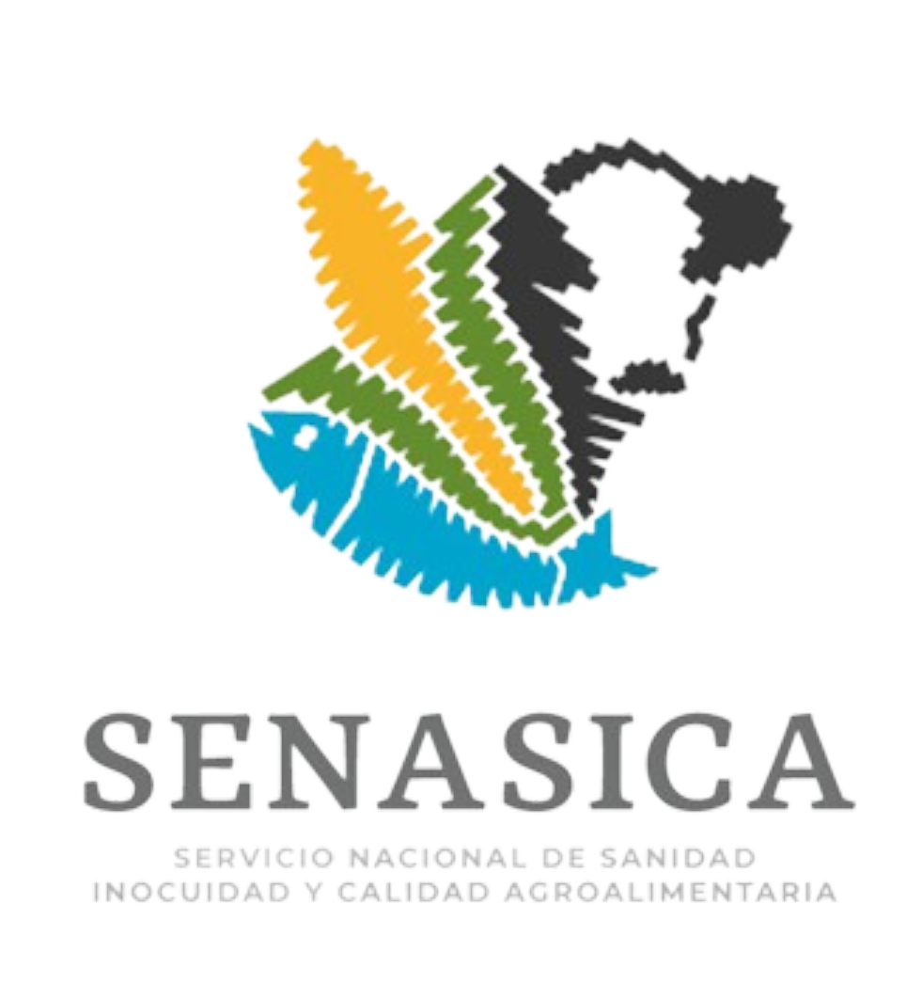 SENASICA
SERVICIO NACIONAL DE SANIDAD
INOCUIDAD Y CALIDAD AGROALIMENTARIA